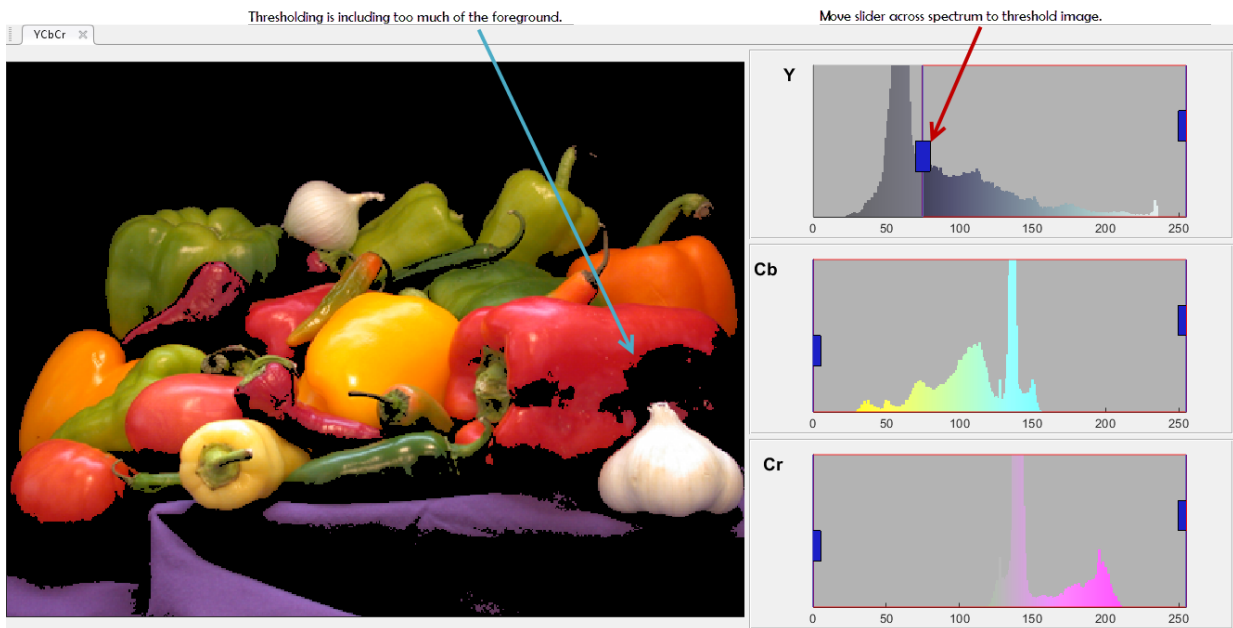 Thresholding is including too much of the foreground.
Move slider across spectrum to threshold image.
YCbCr
Y
0 50 100 150 200 250
Cb
0 50 100 150 200 250
Cr
0 50 100 150 200 250